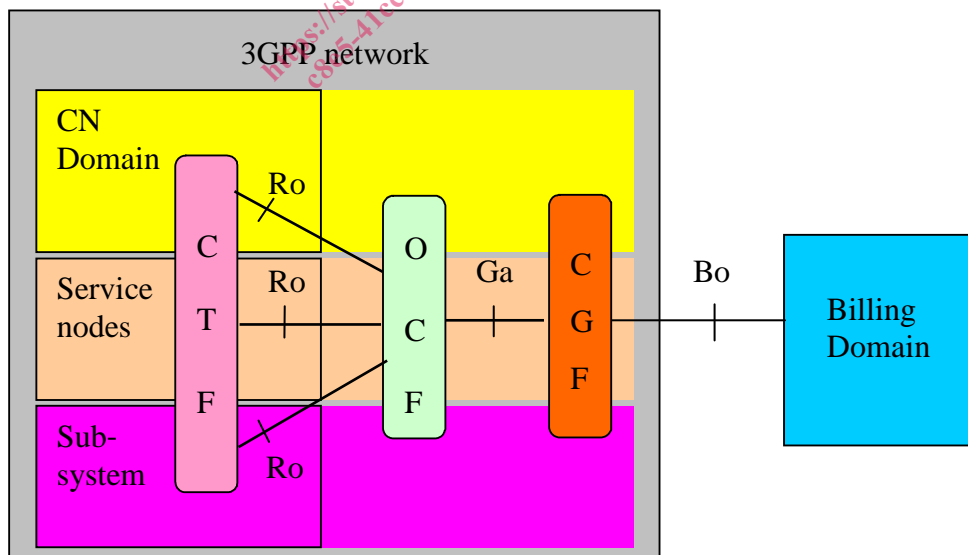 3GPP network
CN
Domain
Ro
C
T
F
Service
nodes
Ro
Sub-
system
Ro
O
C
F
Ga
C
G
F
Bo
Billing
Domain